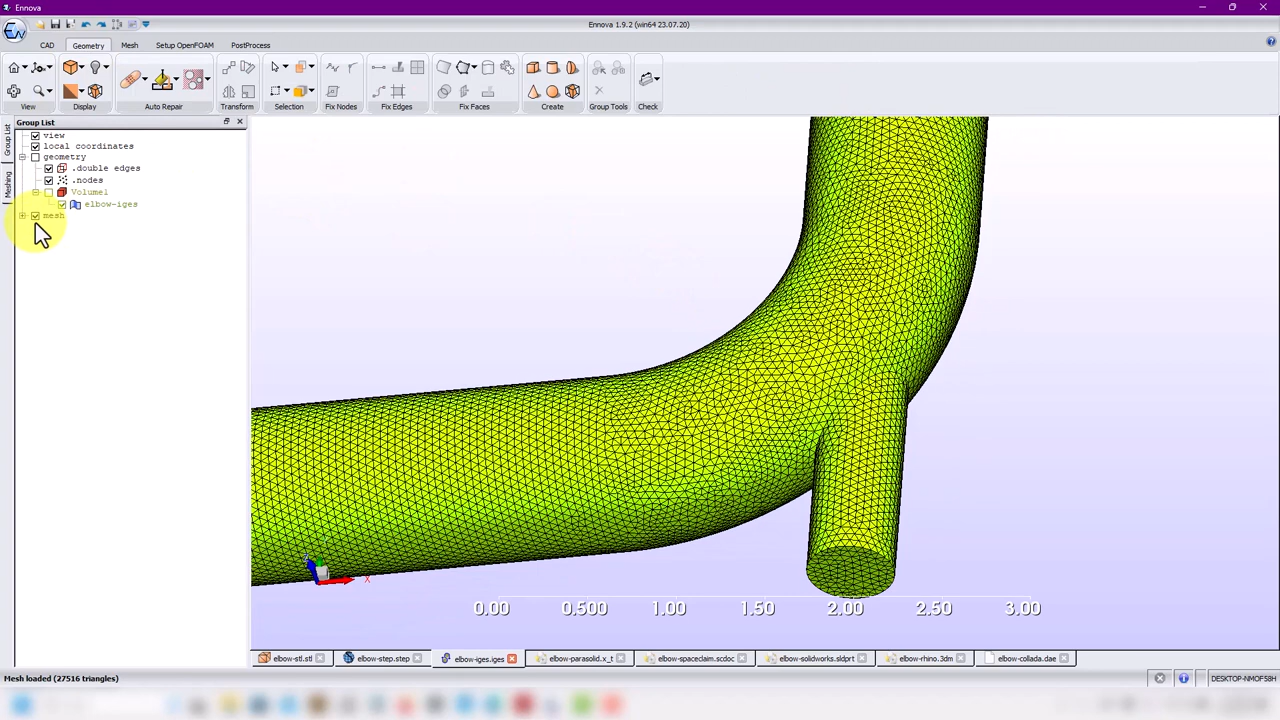 Ennova
Ennova 1.9.2 (win64 23.07.20)
CAD
Geometry
Mesh
Setup OpenFOAM
PostProcess
View
Display
Auto Repair
Transform
Selection
Fix Nodes
Fix Edges
Fix Faces
Create
Group Tools
Check
Group List
Group List
Meshing
view
local coordinates
geometry
.double edges
.nodes
Volume1
elbow-iges
mesh
X
0.00 0.500 1.00 1.50 2.00 2.50 3.00
elbow-stl.stl
elbow-step.step
elbow-iges.iges
elbow-parasolid.x_t
elbow-spaceclaim.scdoc
elbow-solidworks.sldprt
elbow-rhino.3dm
elbow-collada.dae
Mesh loaded (27516 triangles)
DESKTOP-NMOF58H